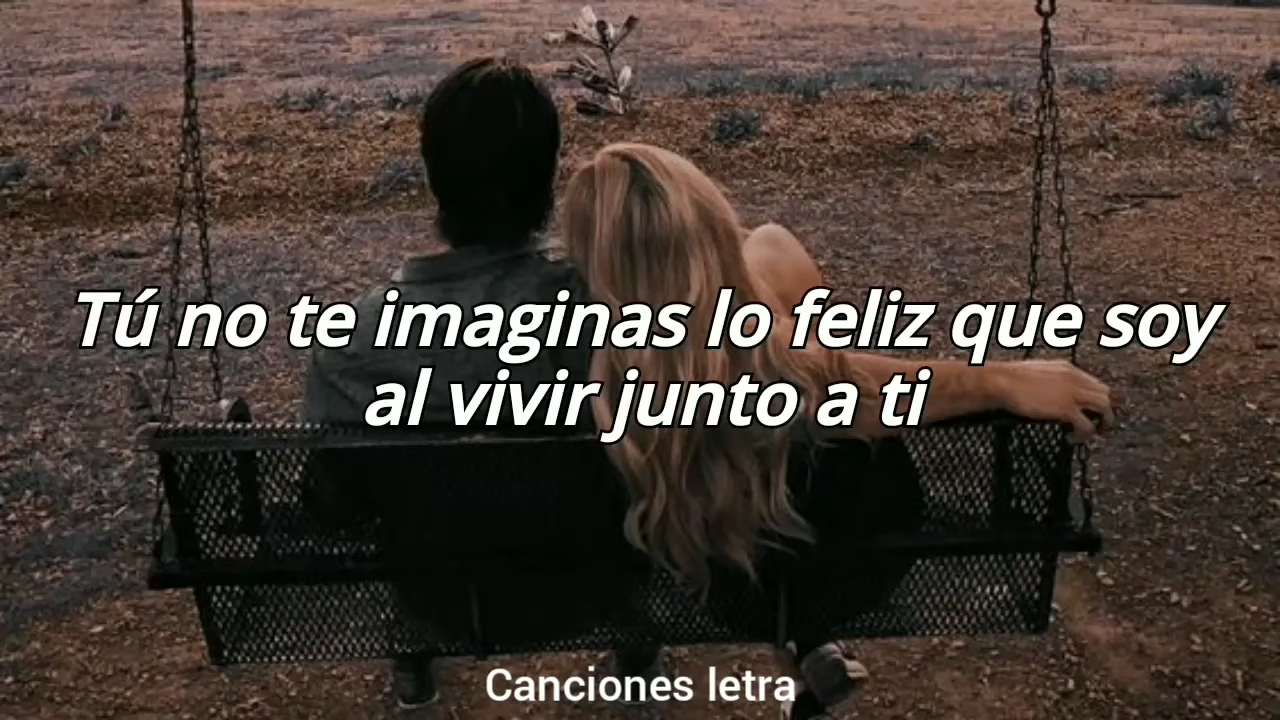 Tú no te imaginas lo feliz que soy
al vivir junto a ti
Canciones letra